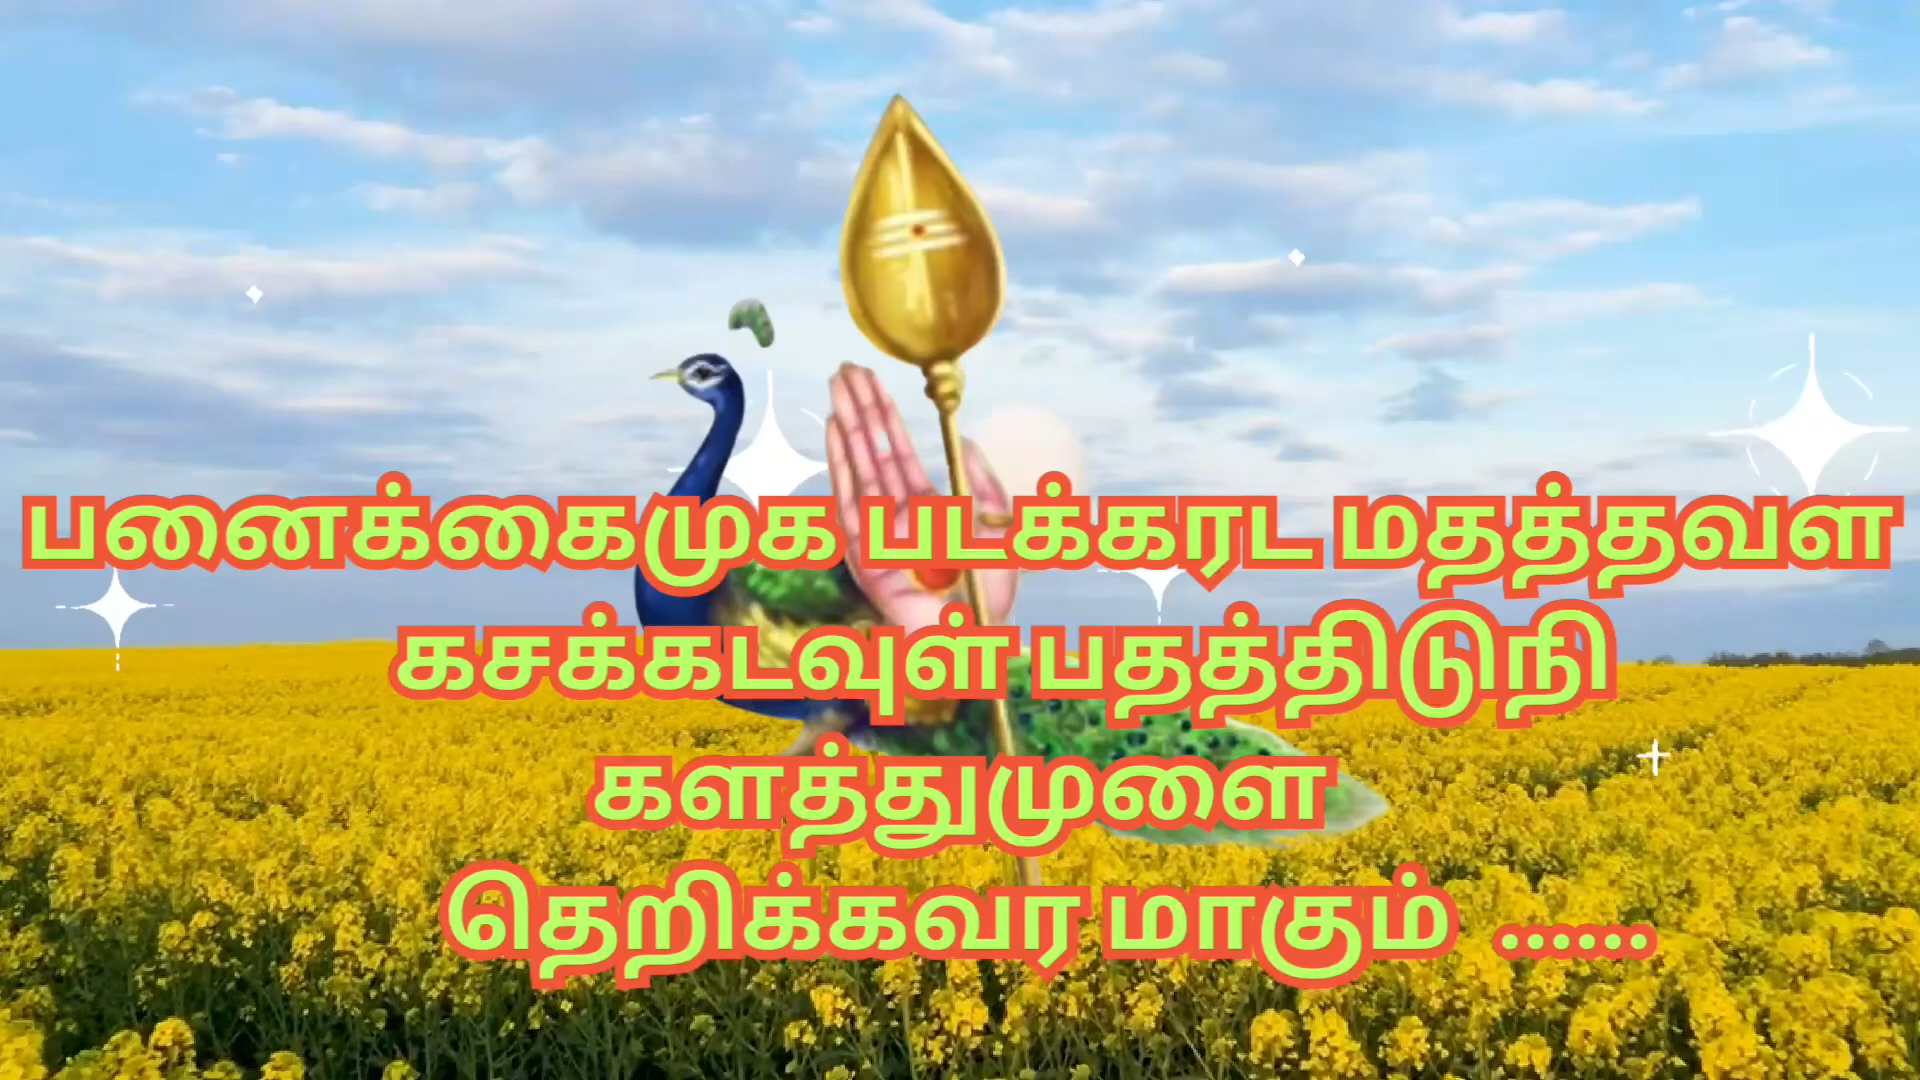 பனைக்கைமுக படக்கரட மதத்தவள
கசக்கடவுள் பதத்திடுநி
களத்துமுளை
தெறிக்கவர மாகும் ......